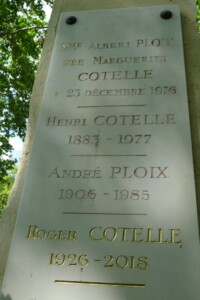 MME ALBERT PLOIX
NÉE MARGUERITE
COTELLE
+ 23 DÉCEMBRE 1976
HENRI COTELLE
1883 - 1977
ANDRÉ PLOIX
1906 - 1985
ROGER COTELLE
1926 - 2018